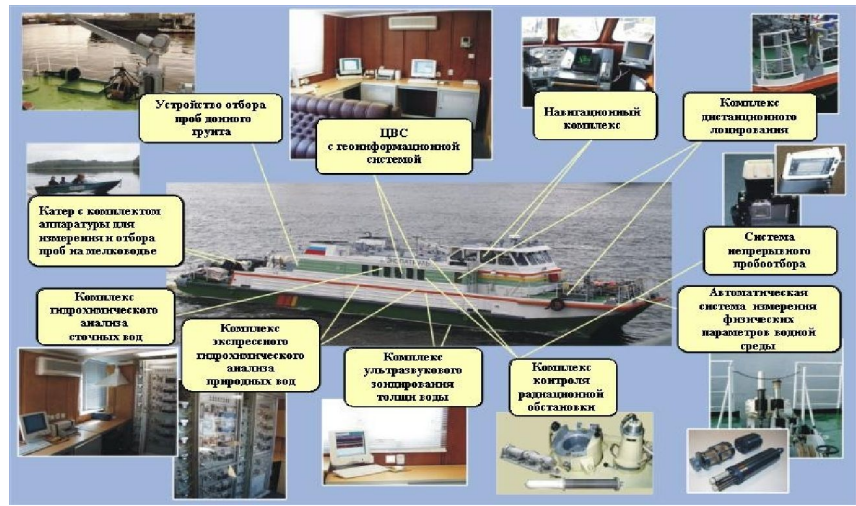 Устройство отбора
проб донного
грунта
ЦВС
с геоинформационной
системой
Навигационный
комплекс
Комплекс
дистанционного
лоцирования
Катер с комплектом
аппаратуры для
измерения и отбора
проб на мелководье
Система
непрерывного
пробоотбора
Комплекс
гидрохимического
анализа
сточных вод
Комплекс
экспрессного
гидрохимического
анализа
природных вод
Комплекс
ультразвукового
зондирования
толщи воды
Комплекс
контроля
радиационной
обстановки
Автоматическая
система измерения
физических
параметров водной
среды